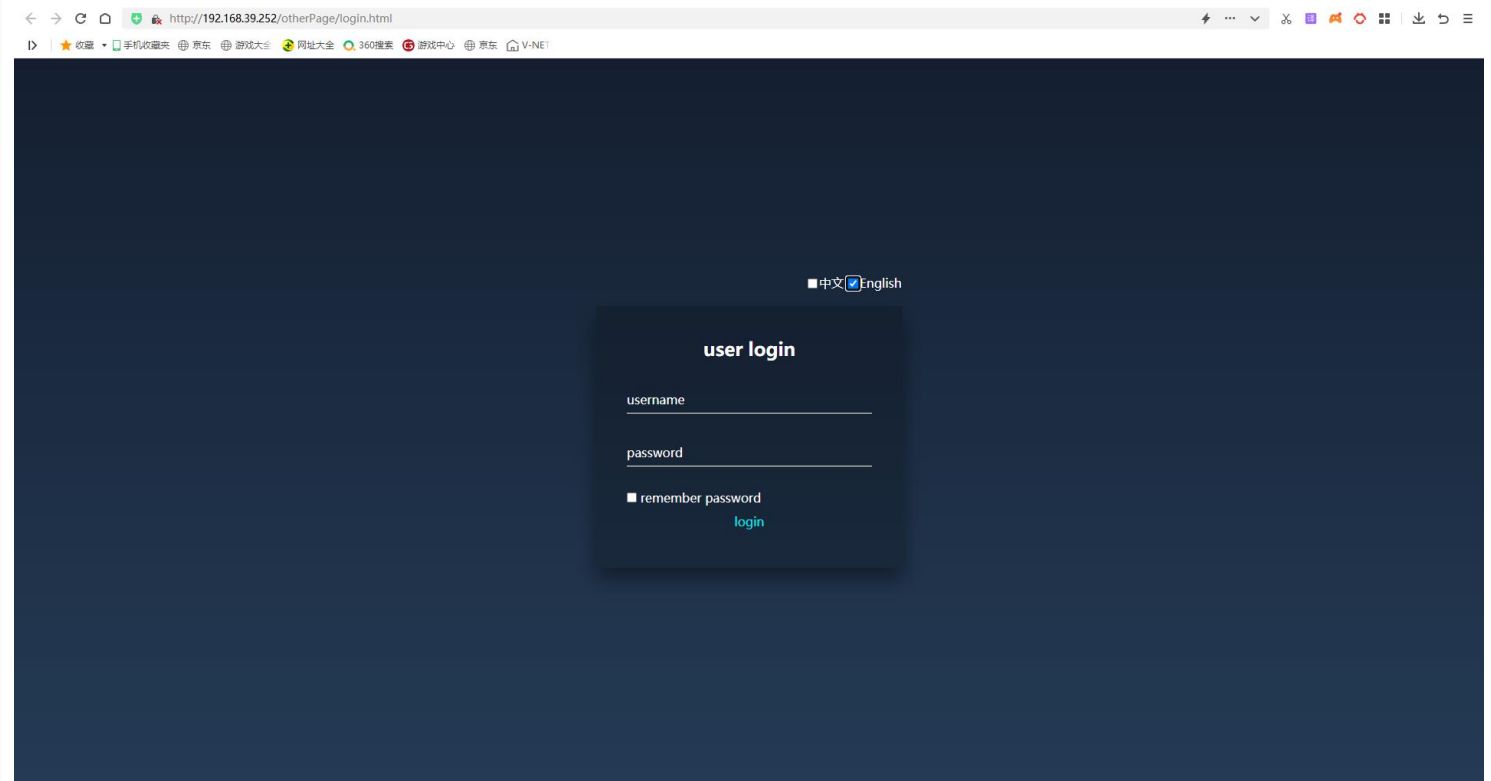 http://192.168.39.252/otherPage/login.html
收藏 手机收藏夹 京东 游戏大全 网址大全 360搜索 游戏中心 京东 V-NET
中文 English
user login
username
password
remember password
login